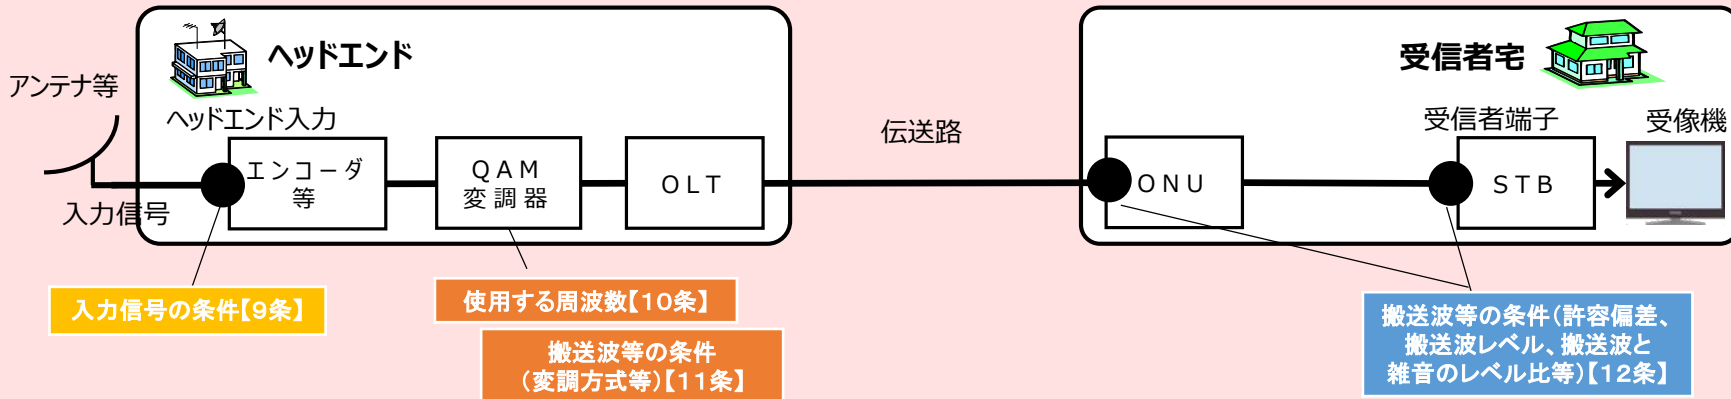 ヘッドエンド
受信者宅
アンテナ等
ヘッドエンド入力
伝送路
受信者端子
受像機
エンコーダ
等
QAM
変調器
OLT
ONU
STB
入力信号
入力信号の条件【9条】
使用する周波数【10条】
搬送波等の条件
（変調方式等）【11条】
搬送波等の条件（許容偏差、
搬送波レベル、搬送波と
雑音のレベル比等）【12条】